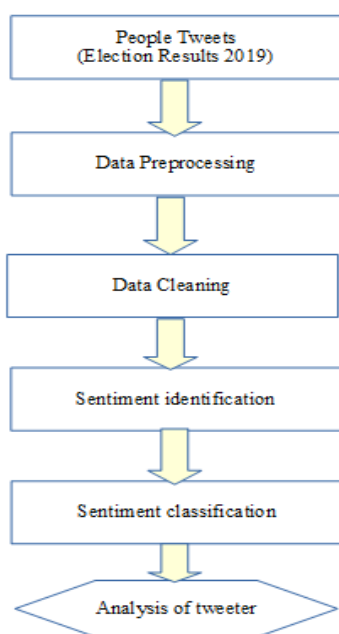 People Tweets
(Election Results 2019)
Data Preprocessing
Data Cleaning
Sentiment identification
Sentiment classification
Analysis of tweeter